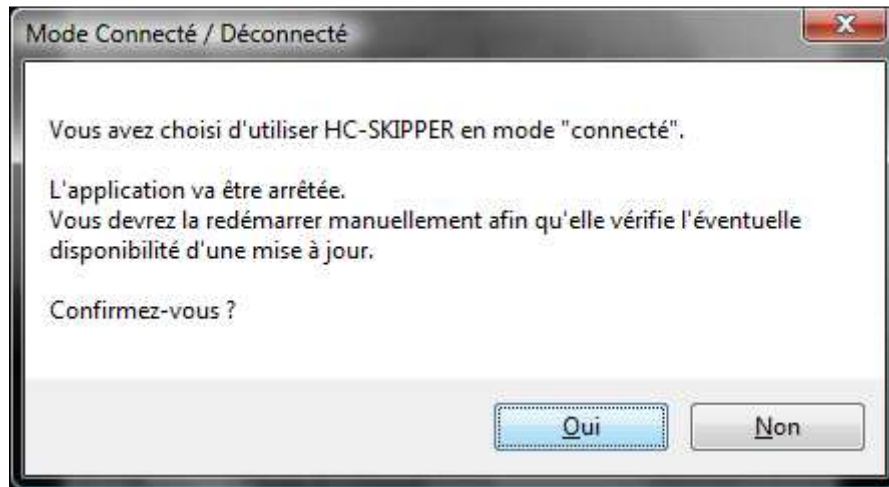 Mode Connecté / Déconnecté
Vous avez choisi d'utiliser HC-SKIPPER en mode "connecté".
L'application va être arrêtée.
Vous devrez la redémarrer manuellement afin qu'elle vérifie l'éventuelle
disponibilité d'une mise à jour.
Confirmez-vous ?
Oui
Non